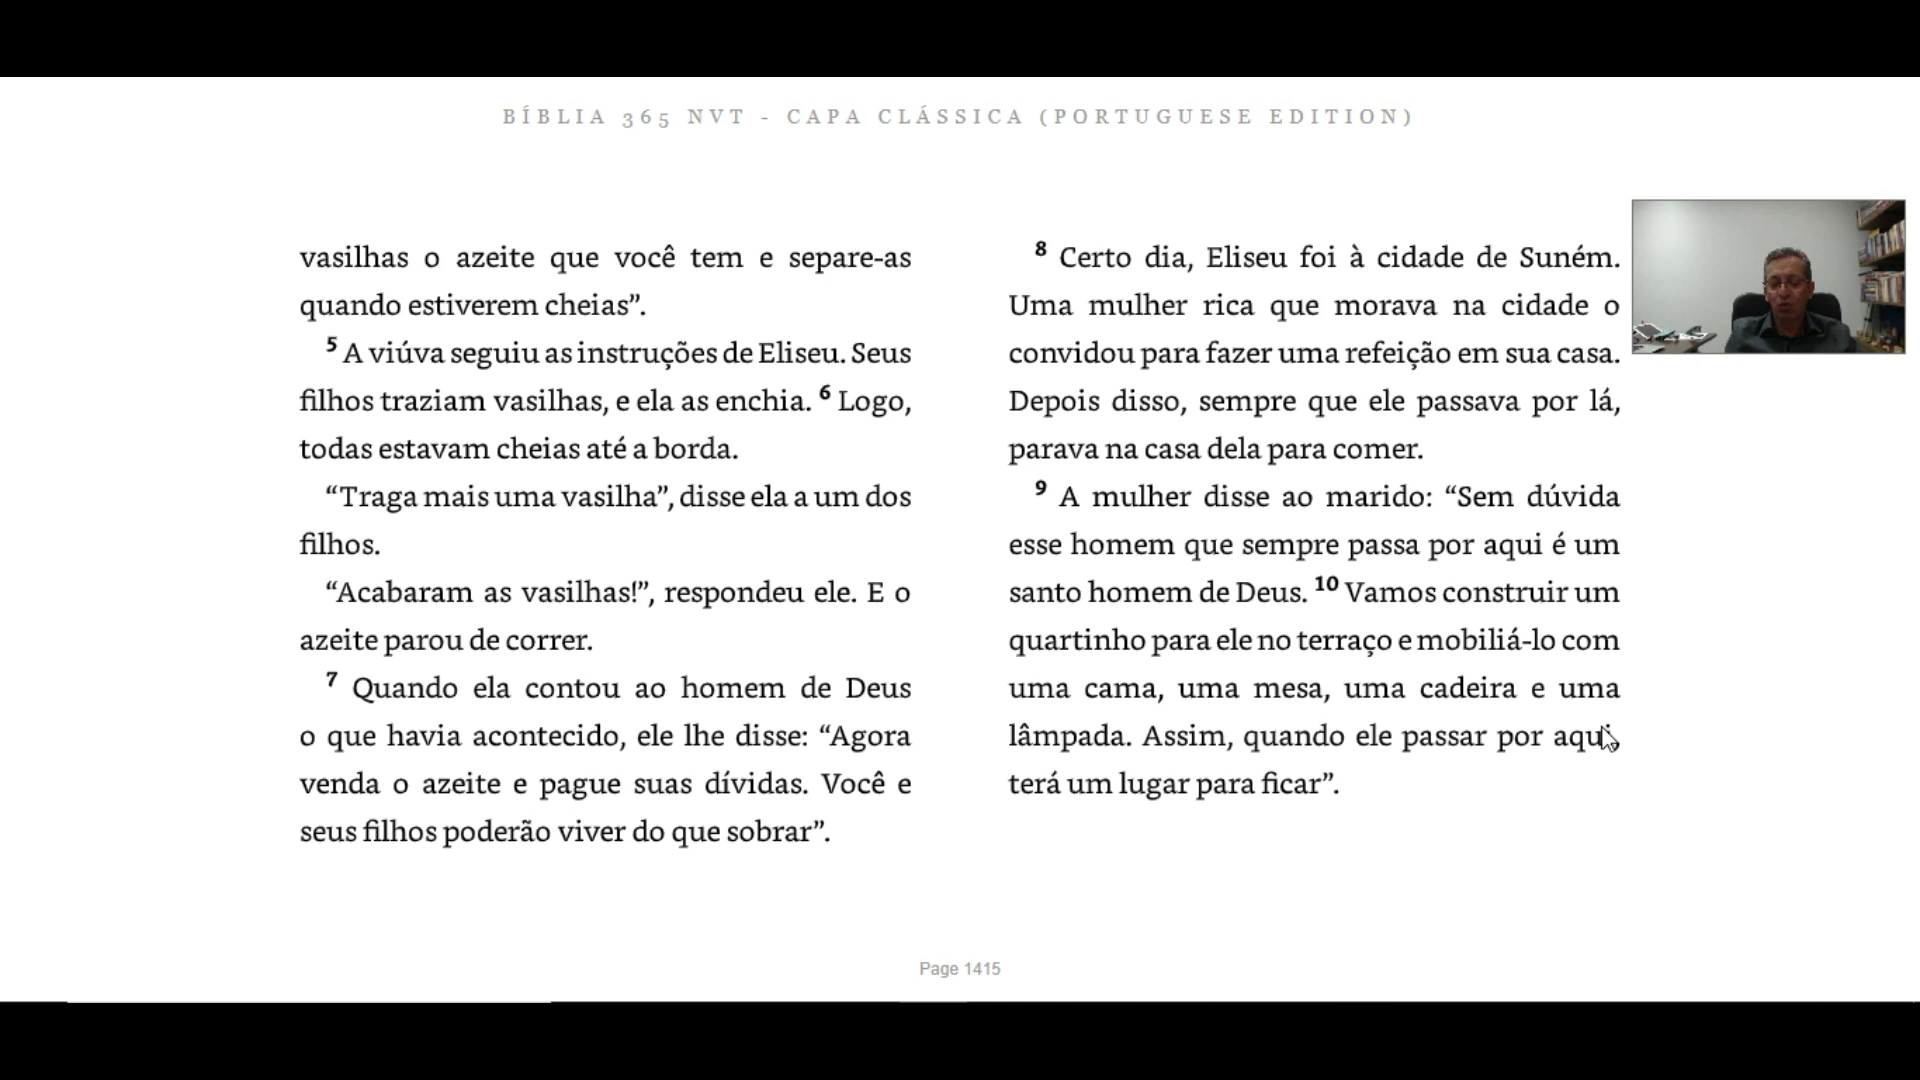 BÍBLIA 365 NVT - CAPA CLÁSSICA (PORTUGUESE EDITION)
vasilhas o azeite que você tem e separe-as
quando estiverem cheias”.
5 A viúva seguiu as instruções de Eliseu. Seus
filhos traziam vasilhas, e ela as enchia. 6 Logo,
todas estavam cheias até a borda.
“Traga mais uma vasilha”, disse ela a um dos
filhos.
“Acabaram as vasilhas!”, respondeu ele. E o
azeite parou de correr.
7 Quando ela contou ao homem de Deus
o que havia acontecido, ele lhe disse: “Agora
venda o azeite e pague suas dívidas. Você e
seus filhos poderão viver do que sobrar”.
8 Certo dia, Eliseu foi à cidade de Suném.
Uma mulher rica que morava na cidade o
convidou para fazer uma refeição em sua casa.
Depois disso, sempre que ele passava por lá,
parava na casa dela para comer.
9 A mulher disse ao marido: “Sem dúvida
esse homem que sempre passa por aqui é um
santo homem de Deus. 10 Vamos construir um
quartinho para ele no terraço e mobiliá-lo com
uma cama, uma mesa, uma cadeira e uma
lâmpada. Assim, quando ele passar por aqui,
terá um lugar para ficar”.
Page 1415